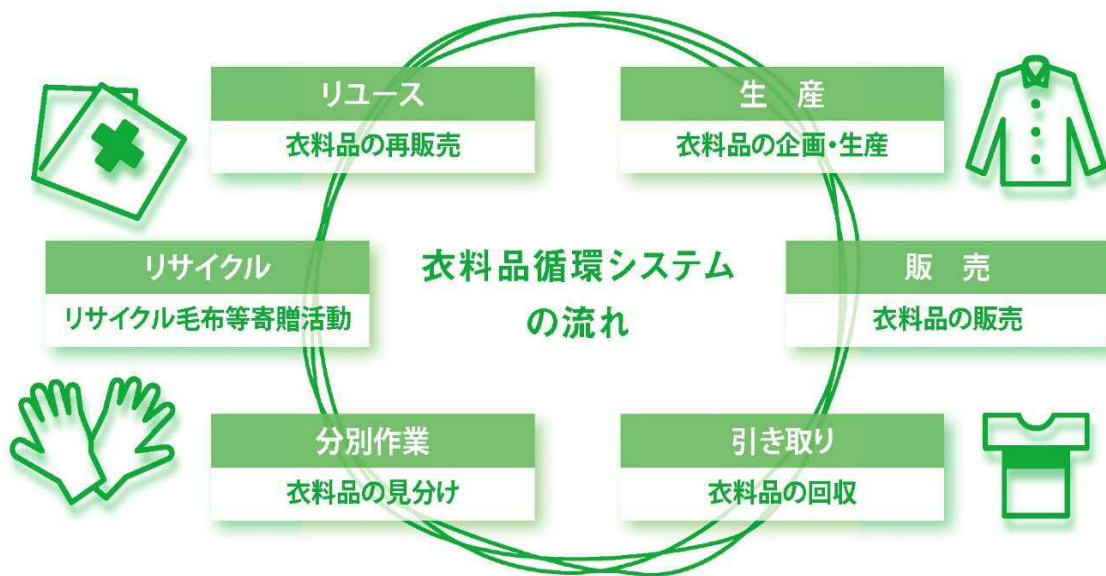 リユース
衣料品の再販売
生　産
衣料品の企画・生産
リサイクル
リサイクル毛布等寄贈活動
衣料品循環システム
の流れ
販　売
衣料品の販売
分別作業
衣料品の見分け
引き取り
衣料品の回収